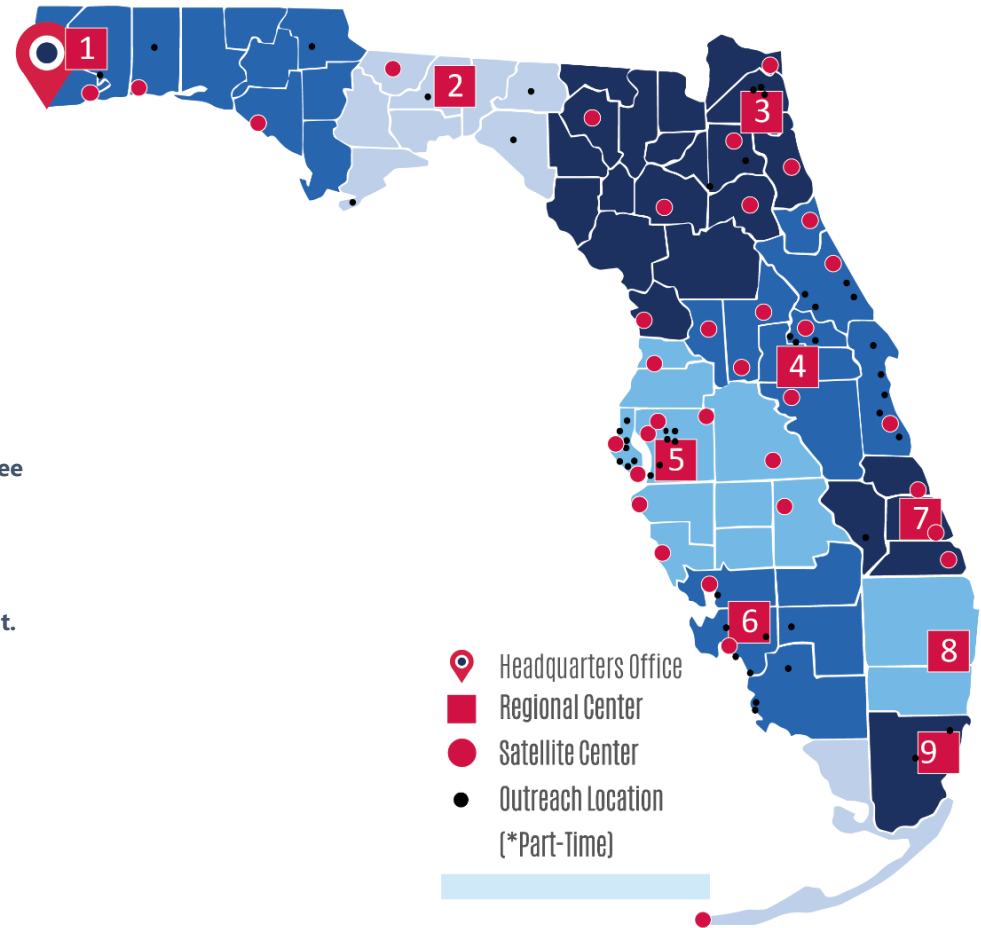 1
2
3
4
ee
5
7
t.
6
8
Headquarters Office
Regional Center
Satellite Center
9
Outreach Location
(*Part-Time)